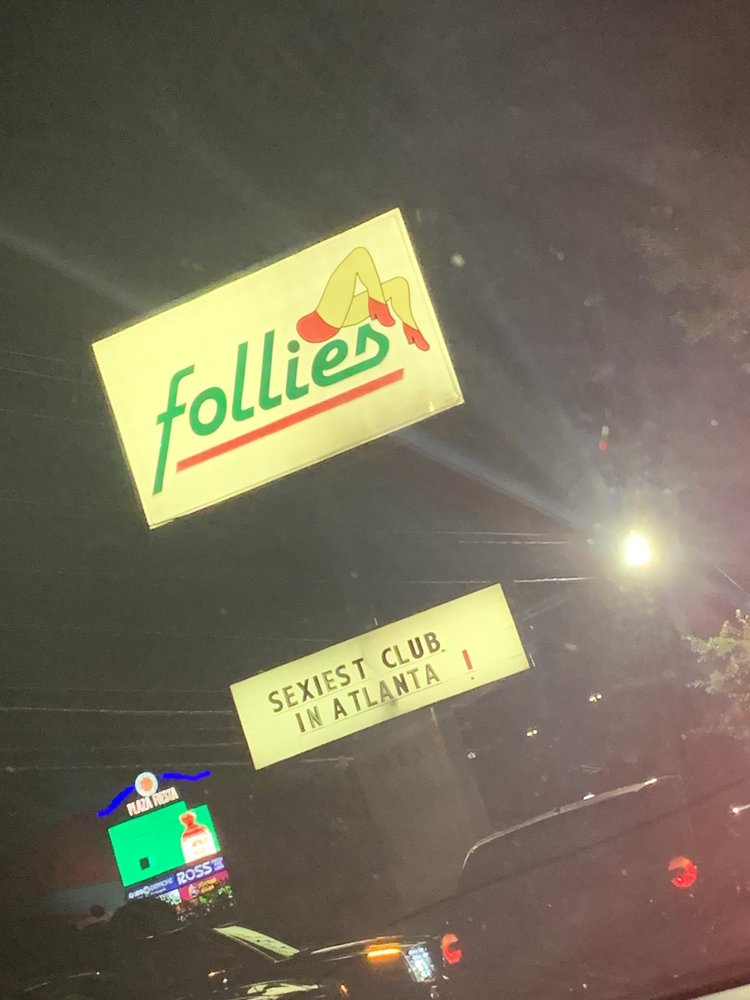 follies
SEXIEST CLUB
IN ATLANTA !
PLAZA FIESTA
ROSS